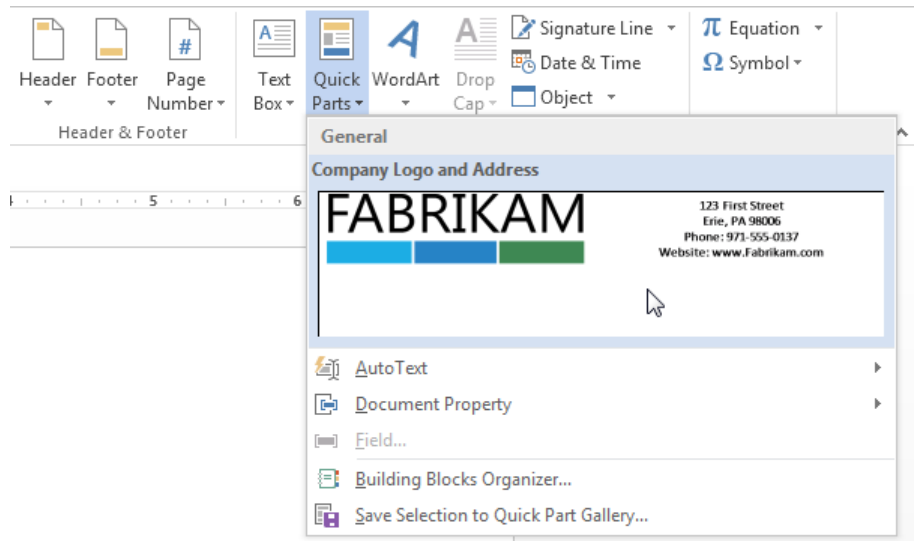 Header
Footer
Page
Number
Header & Footer
Text
Box
Quick
Parts
WordArt
Drop
Cap
Signature Line
Date & Time
Object
Equation
Symbol
5
6
General
Company Logo and Address
FABRIKAM
123 First Street
Erie, PA 98006
Phone: 971-555-0137
Website: www.Fabrikam.com
AutoText
Document Property
Field...
Building Blocks Organizer...
Save Selection to Quick Part Gallery...